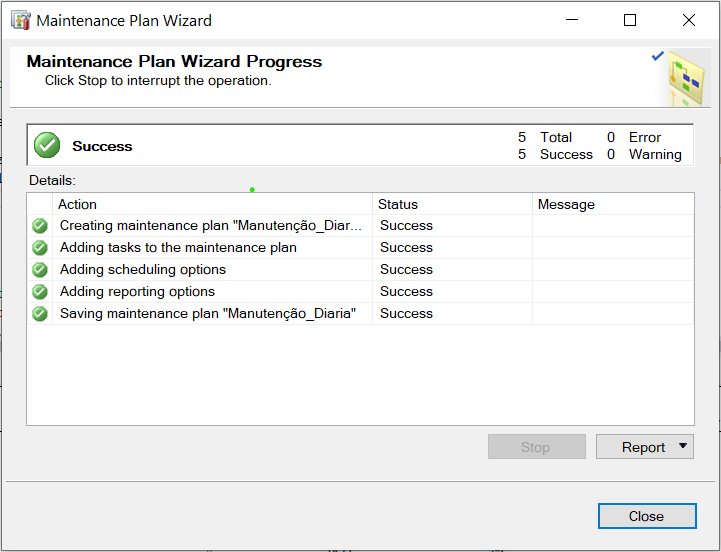 Maintenance Plan Wizard
Maintenance Plan Wizard Progress
Click Stop to interrupt the operation.
Success
5 Total 0 Error
5 Success 0 Warning
Details:
Action Status Message
Creating maintenance plan "Manutenção_Diar... Success
Adding tasks to the maintenance plan Success
Adding scheduling options Success
Adding reporting options Success
Saving maintenance plan "Manutenção_Diaria" Success
Stop Report
Close